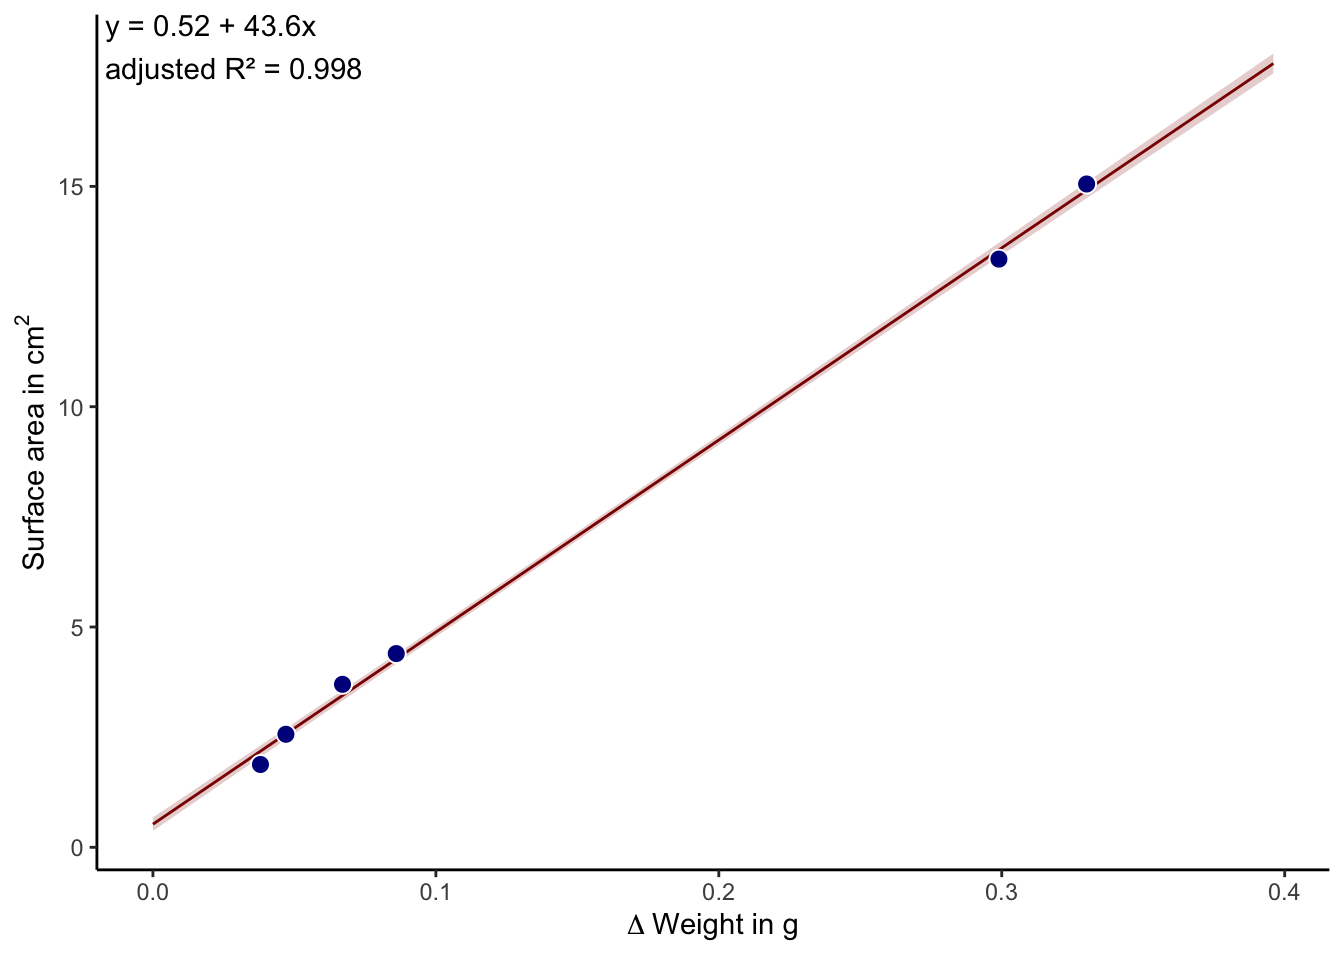 y = 0.52 + 43.6x
adjusted R² = 0.998
15
10
5
0
Surface area in cm²
0.0
0.1
0.2
0.3
0.4
Δ Weight in g